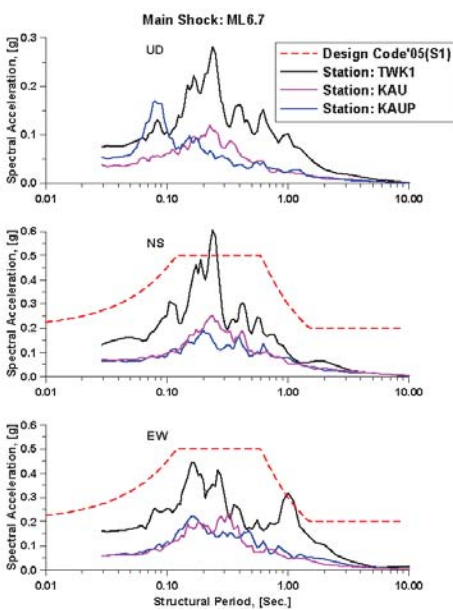 Main Shock: ML6.7
UD
Design Code'05(S1)
Station: TWK1
Station: KAU
Station: KAUP
Spectral Acceleration, [g]
0.3
0.2
0.1
0.0
0.01 0.10 1.00 10.00
NS
Spectral Acceleration, [g]
0.6
0.5
0.4
0.3
0.2
0.1
0.0
0.01 0.10 1.00 10.00
EW
Spectral Acceleration, [g]
0.6
0.5
0.4
0.3
0.2
0.1
0.0
0.01 0.10 1.00 10.00
Structural Period, [Sec.]